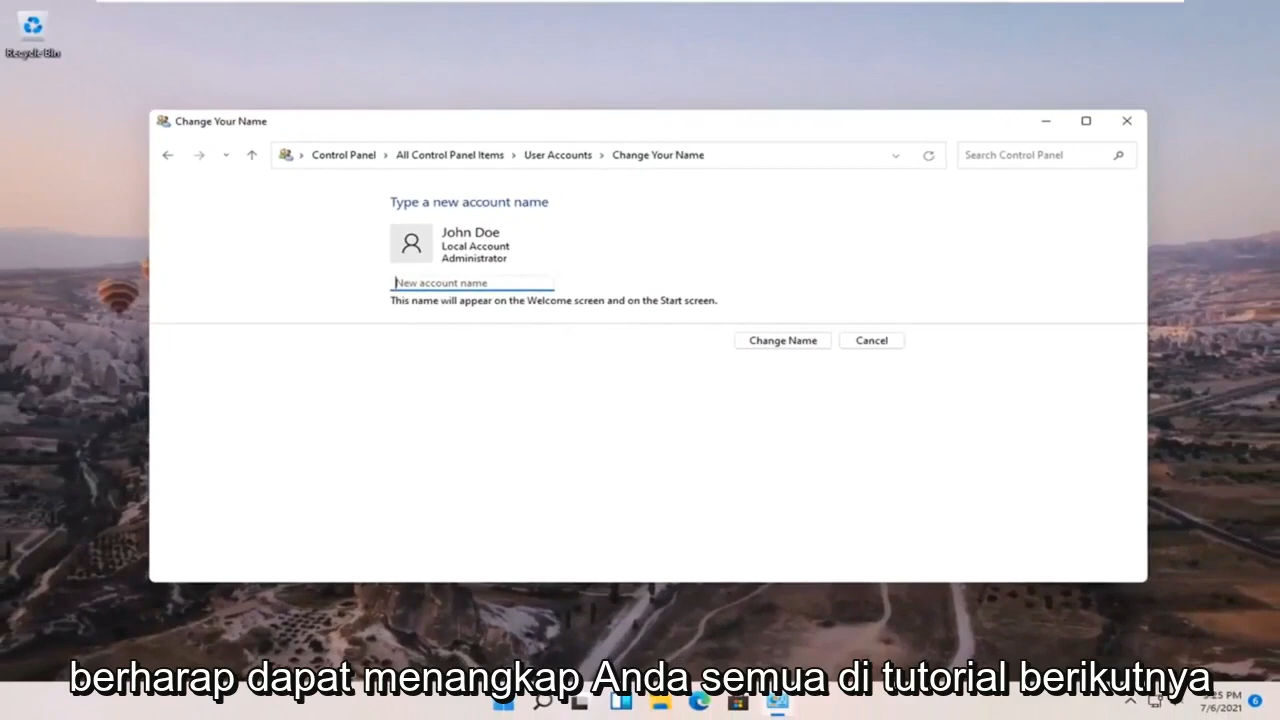 Recycle Bin
Change Your Name
Control Panel › All Control Panel Items › User Accounts › Change Your Name
Search Control Panel
Type a new account name
John Doe
Local Account
Administrator
New account name
This name will appear on the Welcome screen and on the Start screen.
Change Name
Cancel
berharap dapat menangkap Anda semua di tutorial berikutnya
:25 PM
7/6/2021
6